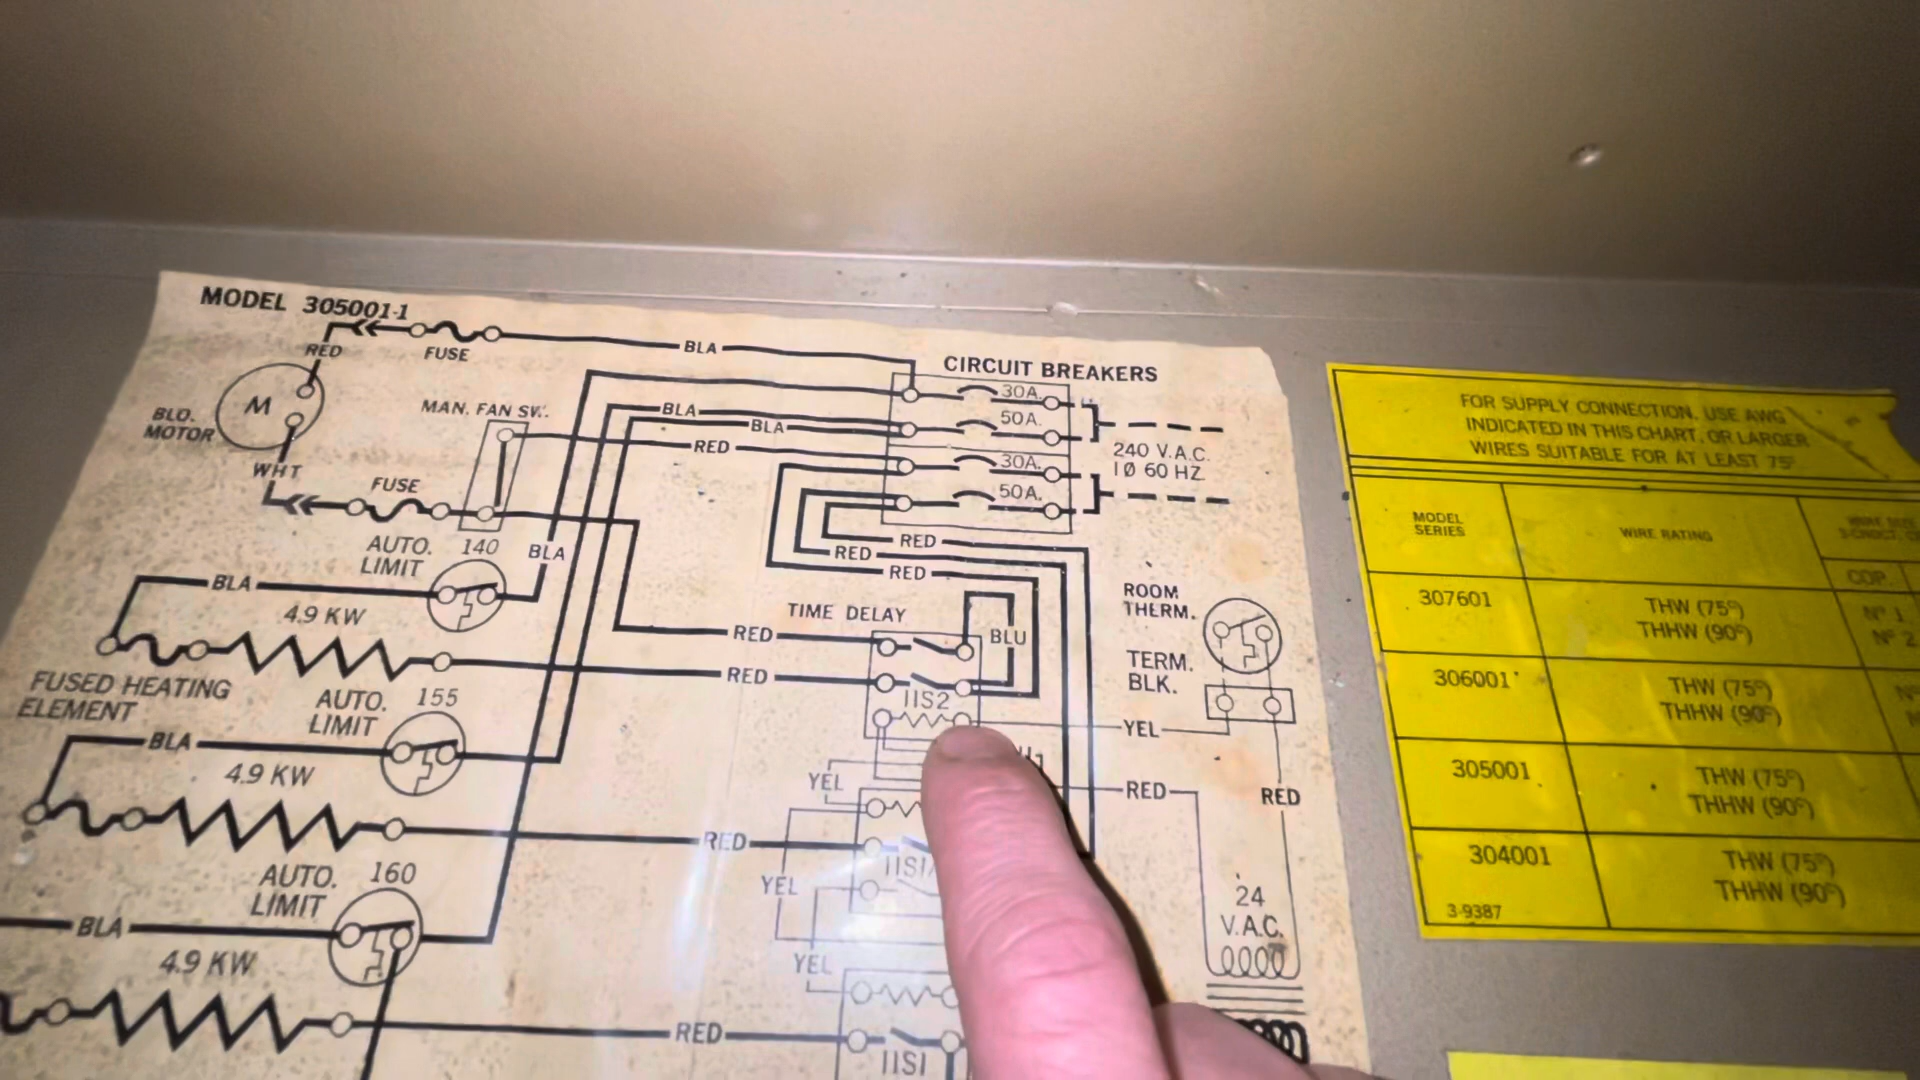 MODEL 305001-1
RED
FUSE
BLA
CIRCUIT BREAKERS
BLO.
MOTOR
M
MAN. FAN SW.
BLA
BLA
RED
30A.
50A.
30A.
50A.
240 V.A.C.
1Ø 60 HZ.
WHT
FUSE
AUTO.
LIMIT
140
BLA
RED
RED
RED
BLA
4.9 KW
TIME DELAY
RED
BLU
ROOM
THERM.
FUSED HEATING
ELEMENT
AUTO.
LIMIT
155
RED
IIS2
TERM.
BLK.
YEL
BLA
4.9 KW
YEL
RED
RED
RED
YEL
AUTO.
LIMIT
160
24
V.A.C.
BLA
4.9 KW
YEL
RED
IIS1
FOR SUPPLY CONNECTION, USE AWG
INDICATED IN THIS CHART, OR LARGER
WIRES SUITABLE FOR AT LEAST 75°
MODEL
SERIES
WIRE RATING
COP.
307601
THW (75°)
THHW (90°)
Nº 1
Nº 2
306001
THW (75°)
THHW (90°)
305001
THW (75°)
THHW (90°)
304001
THW (75°)
THHW (90°)
3-9387